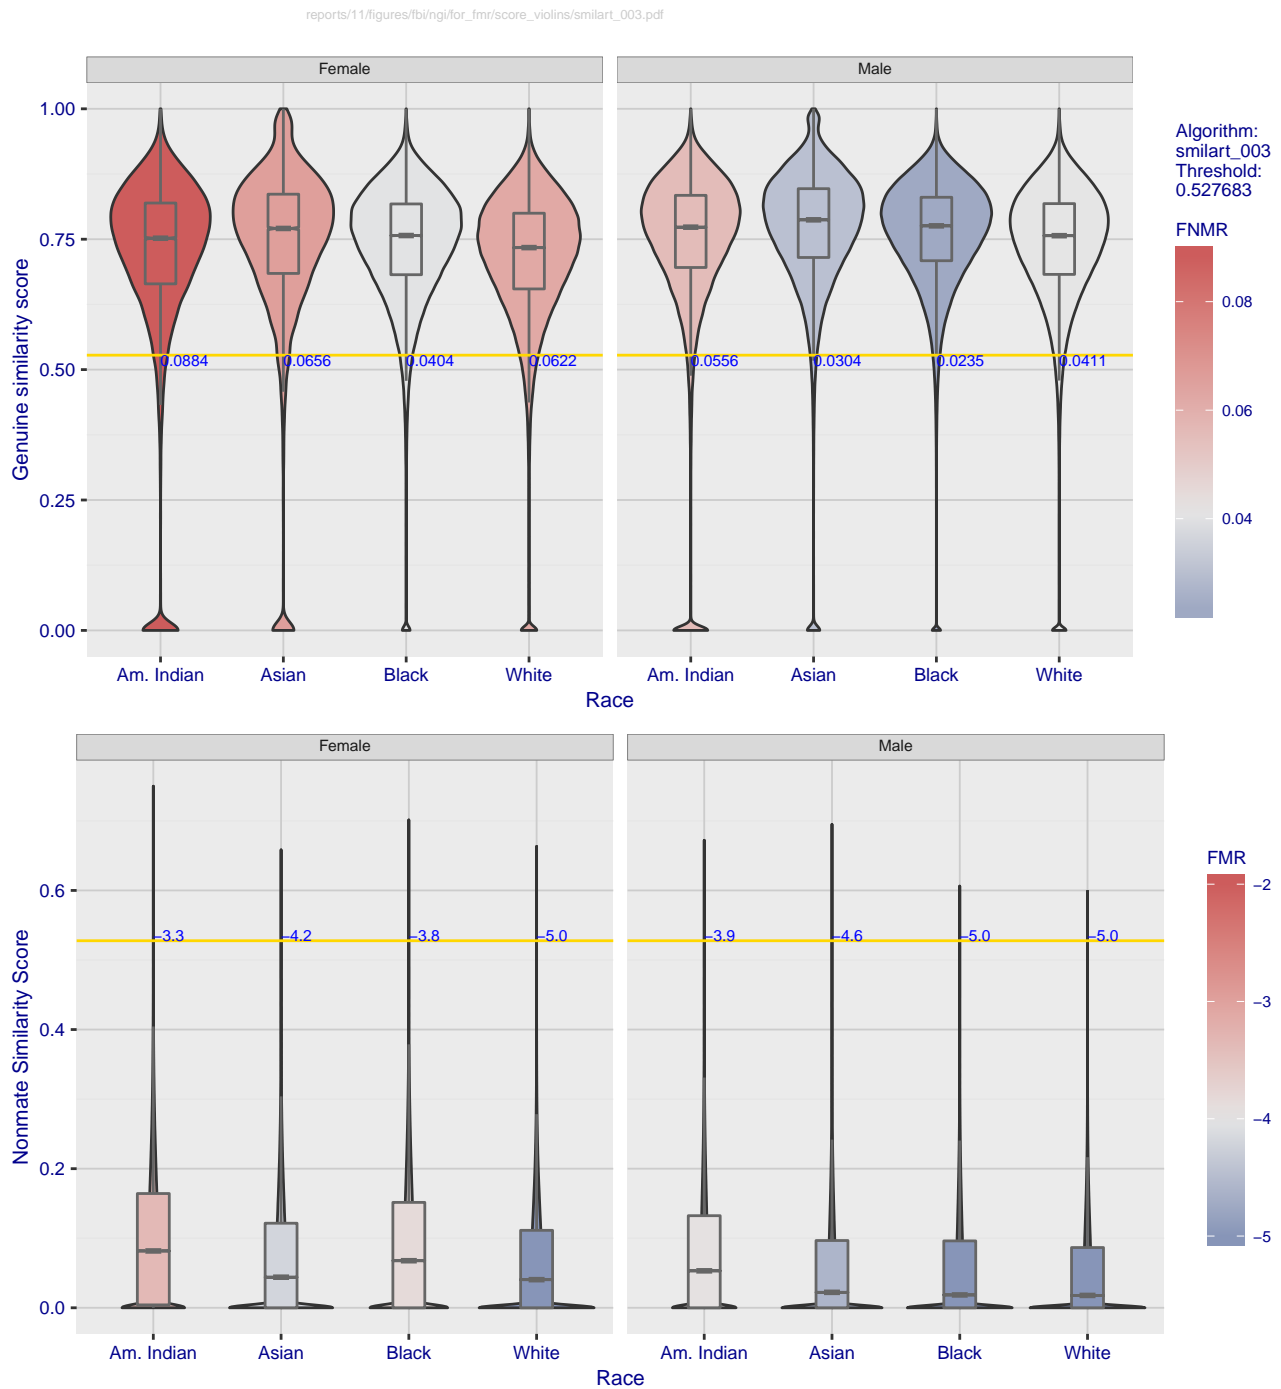 reports/11/figures/fbi/ngi/for_fmr/score_violins/smilart_003.pdf
Female
Male
Genuine similarity score
1.00
0.75
0.50
0.25
0.00
0.0884
0.0656
0.0404
0.0622
0.0556
0.0304
0.0235
0.0411
Am. Indian
Asian
Black
White
Am. Indian
Asian
Black
White
Race
Algorithm:
smilart_003
Threshold:
0.527683
FNMR
0.08
0.06
0.04
Female
Male
Nonmate Similarity Score
0.6
0.4
0.2
0.0
−3.3
−4.2
−3.8
−5.0
−3.9
−4.6
−5.0
−5.0
Am. Indian
Asian
Black
White
Am. Indian
Asian
Black
White
Race
FMR
−2
−3
−4
−5